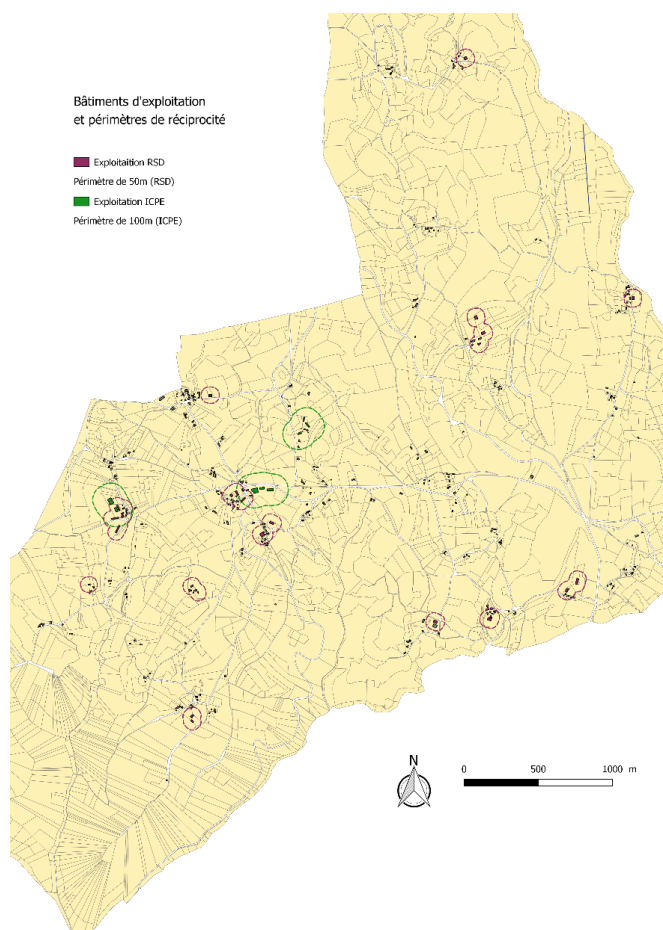 Bâtiments d'exploitation
et périmètres de réciprocité
Exploitaition RSD
Périmètre de 50m (RSD)
Exploitation ICPE
Périmètre de 100m (ICPE)
N
0 500 1000 m